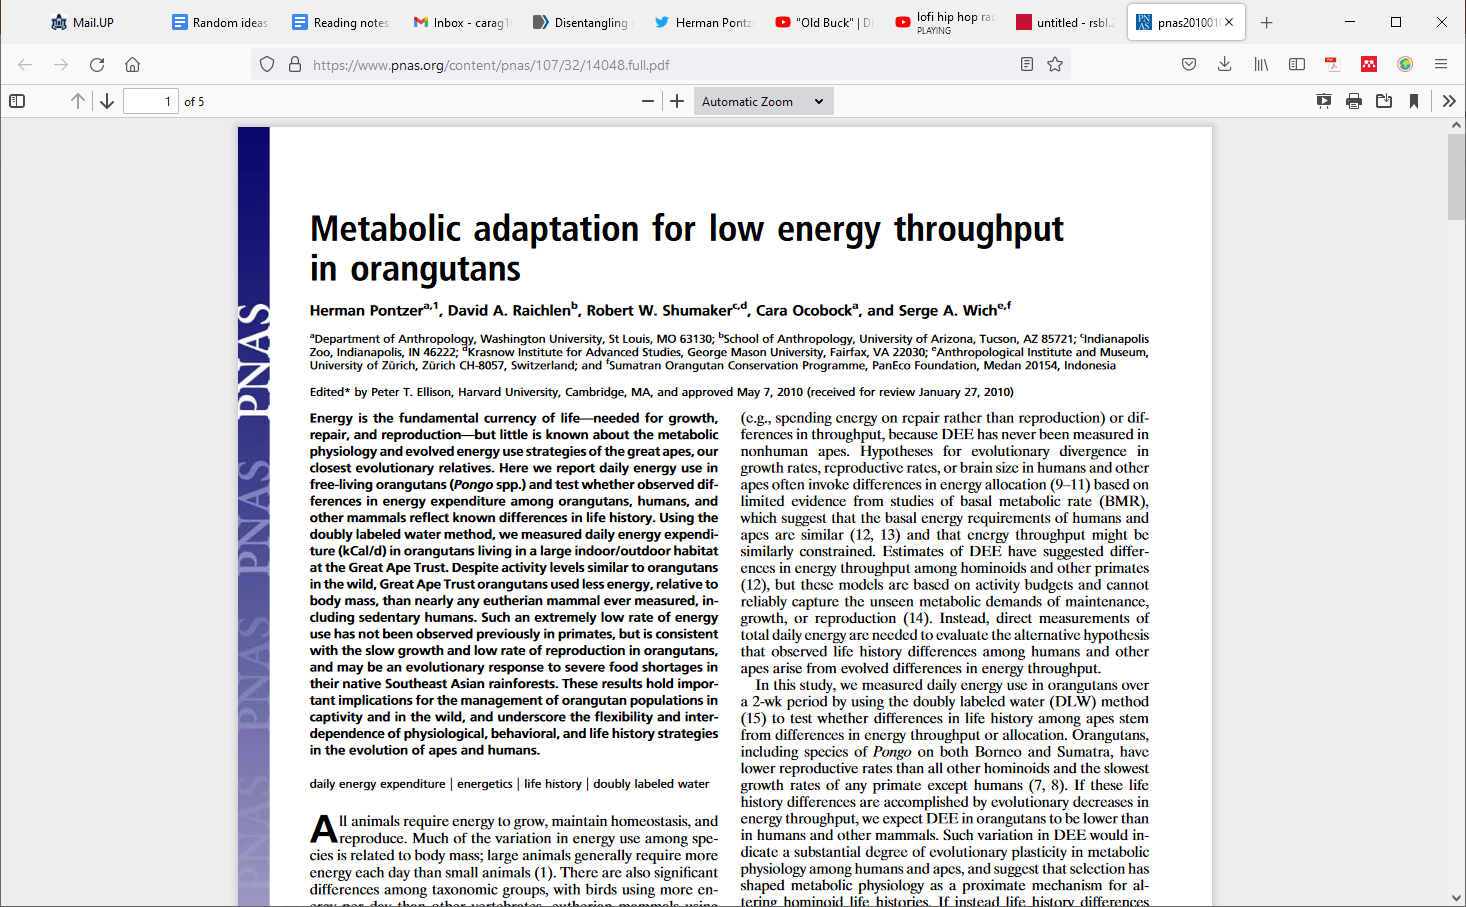 Mail.UP
Random ideas
Reading notes
Inbox - carag1
Disentangling
Herman Pontze
"Old Buck" | D
lofi hip hop ra
PLAYING
untitled - rsbl.2
pnas2010010
https://www.pnas.org/content/pnas/107/32/14048.full.pdf
1 of 5
Automatic Zoom
PNAS PNAS PNAS PNAS
Metabolic adaptation for low energy throughput
in orangutans
Herman Pontzer a,1, David A. Raichlen b, Robert W. Shumaker c,d, Cara Ocobock a, and Serge A. Wich e,f
aDepartment of Anthropology, Washington University, St Louis, MO 63130; bSchool of Anthropology, University of Arizona, Tucson, AZ 85721; cIndianapolis
Zoo, Indianapolis, IN 46222; dKrasnow Institute for Advanced Studies, George Mason University, Fairfax, VA 22030; eAnthropological Institute and Museum,
University of Zürich, Zürich CH-8057, Switzerland; and fSumatran Orangutan Conservation Programme, PanEco Foundation, Medan 20154, Indonesia
Edited* by Peter T. Ellison, Harvard University, Cambridge, MA, and approved May 7, 2010 (received for review January 27, 2010)
Energy is the fundamental currency of life—needed for growth,
repair, and reproduction—but little is known about the metabolic
physiology and evolved energy use strategies of the great apes, our
closest evolutionary relatives. Here we report daily energy use in
free-living orangutans (Pongo spp.) and test whether observed dif-
ferences in energy expenditure among orangutans, humans, and
other mammals reflect known differences in life history. Using the
doubly labeled water method, we measured daily energy expendi-
ture (kCal/d) in orangutans living in a large indoor/outdoor habitat
at the Great Ape Trust. Despite activity levels similar to orangutans
in the wild, Great Ape Trust orangutans used less energy, relative to
body mass, than nearly any eutherian mammal ever measured, in-
cluding sedentary humans. Such an extremely low rate of energy
use has not been observed previously in primates, but is consistent
with the slow growth and low rate of reproduction in orangutans,
and may be an evolutionary response to severe food shortages in
their native Southeast Asian rainforests. These results hold impor-
tant implications for the management of orangutan populations in
captivity and in the wild, and underscore the flexibility and inter-
dependence of physiological, behavioral, and life history strategies
in the evolution of apes and humans.
daily energy expenditure | energetics | life history | doubly labeled water
All animals require energy to grow, maintain homeostasis, and
reproduce. Much of the variation in energy use among spe-
cies is related to body mass; large animals generally require more
energy each day than small animals (1). There are also significant
differences among taxonomic groups, with birds using more en-
ergy per day than other vertebrates, eutherian mammals using
(e.g., spending energy on repair rather than reproduction) or dif-
ferences in throughput, because DEE has never been measured in
nonhuman apes. Hypotheses for evolutionary divergence in
growth rates, reproductive rates, or brain size in humans and other
apes often invoke differences in energy allocation (9–11) based on
limited evidence from studies of basal metabolic rate (BMR),
which suggest that the basal energy requirements of humans and
apes are similar (12, 13) and that energy throughput might be
similarly constrained. Estimates of DEE have suggested differ-
ences in energy throughput among hominoids and other primates
(12), but these models are based on activity budgets and cannot
reliably capture the unseen metabolic demands of maintenance,
growth, or reproduction (14). Instead, direct measurements of
total daily energy are needed to evaluate the alternative hypothesis
that observed life history differences among humans and other
apes arise from evolved differences in energy throughput.
In this study, we measured daily energy use in orangutans over
a 2-wk period by using the doubly labeled water (DLW) method
(15) to test whether differences in life history among apes stem
from differences in energy throughput or allocation. Orangutans,
including species of Pongo on both Borneo and Sumatra, have
lower reproductive rates than all other hominoids and the slowest
growth rates of any primate except humans (7, 8). If these life
history differences are accomplished by evolutionary decreases in
energy throughput, we expect DEE in orangutans to be lower than
in humans and other mammals. Such variation in DEE would in-
dicate a substantial degree of evolutionary plasticity in metabolic
physiology among humans and apes, and suggest that selection has
shaped metabolic physiology as a proximate mechanism for al-
tering hominoid life histories. If instead life history differences